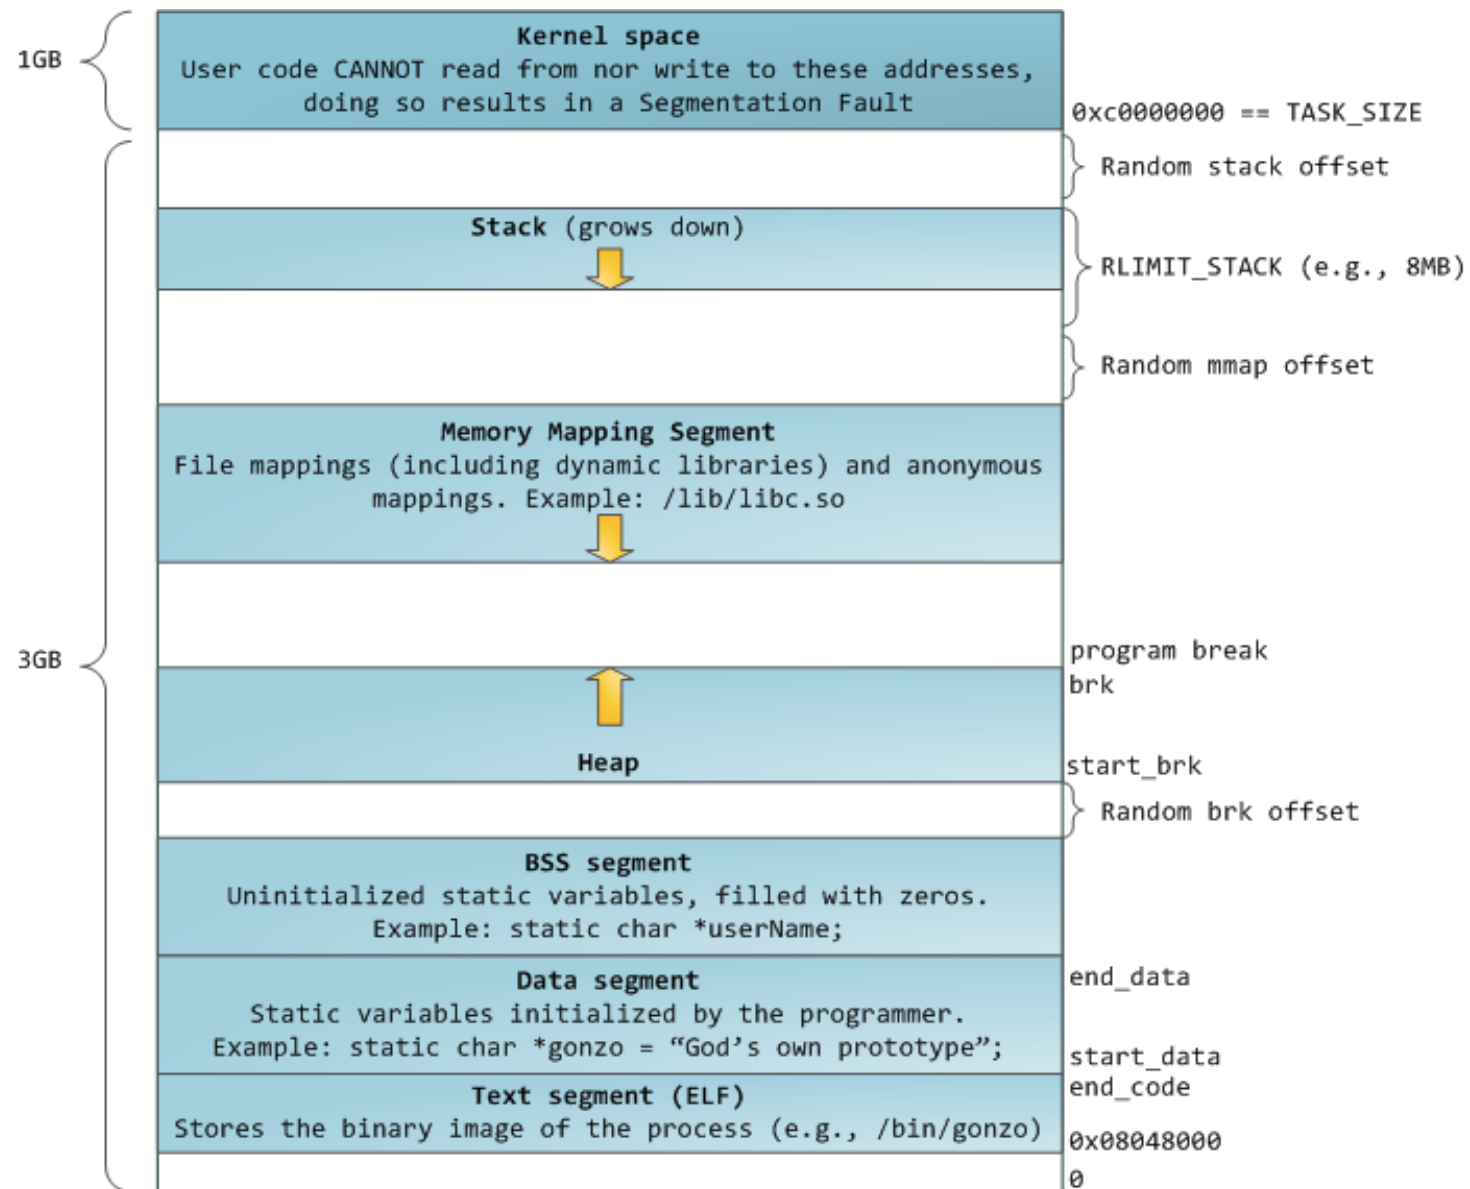 1GB
Kernel space
User code CANNOT read from nor write to these addresses,
doing so results in a Segmentation Fault
0xc0000000 == TASK_SIZE
Random stack offset
Stack (grows down)
RLIMIT_STACK (e.g., 8MB)
Random mmap offset
Memory Mapping Segment
File mappings (including dynamic libraries) and anonymous
mappings. Example: /lib/libc.so
3GB
program break
brk
Heap
start_brk
Random brk offset
BSS segment
Uninitialized static variables, filled with zeros.
Example: static char *userName;
Data segment
Static variables initialized by the programmer.
Example: static char *gonzo = “God’s own prototype”;
end_data
start_data
Text segment (ELF)
Stores the binary image of the process (e.g., /bin/gonzo)
end_code
0x08048000
0